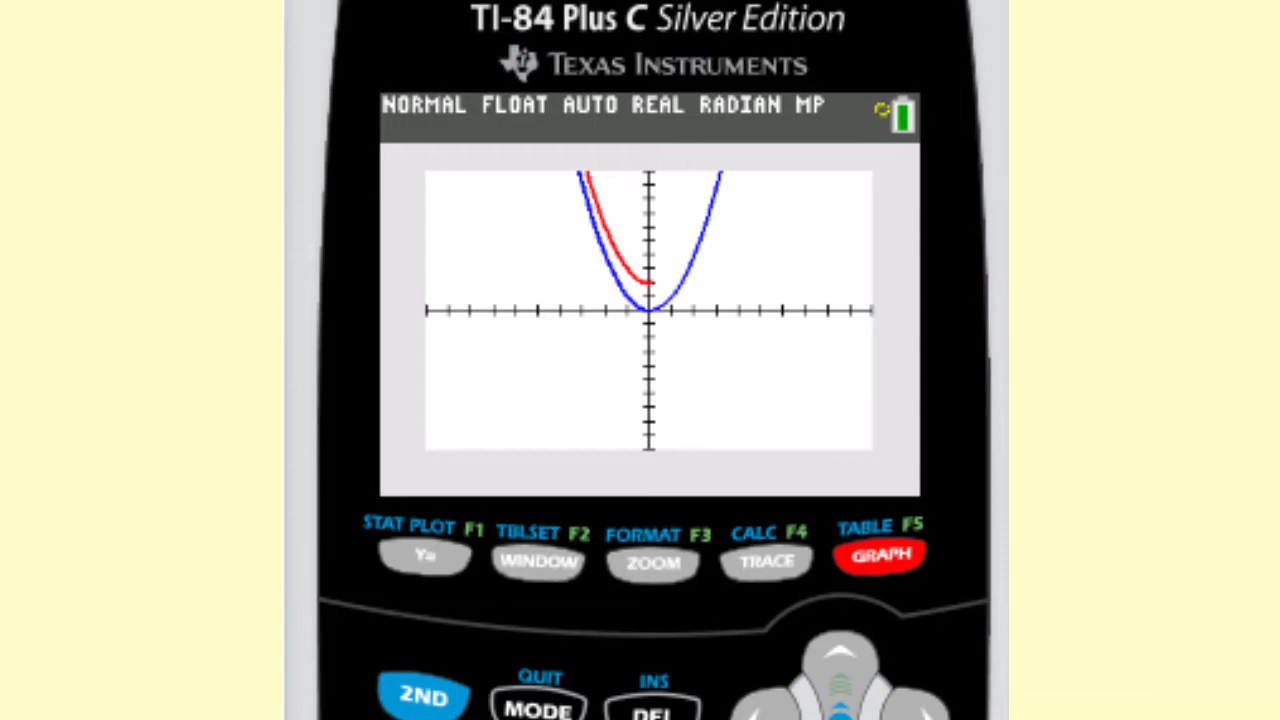 TI-84 Plus C Silver Edition
TEXAS INSTRUMENTS
NORMAL FLOAT AUTO REAL RADIAN MP
STAT PLOT F1 TBLSET F2 FORMAT F3 CALC F4 TABLE F5
Y= WINDOW ZOOM TRACE GRAPH
QUIT INS
2ND MODE DEL